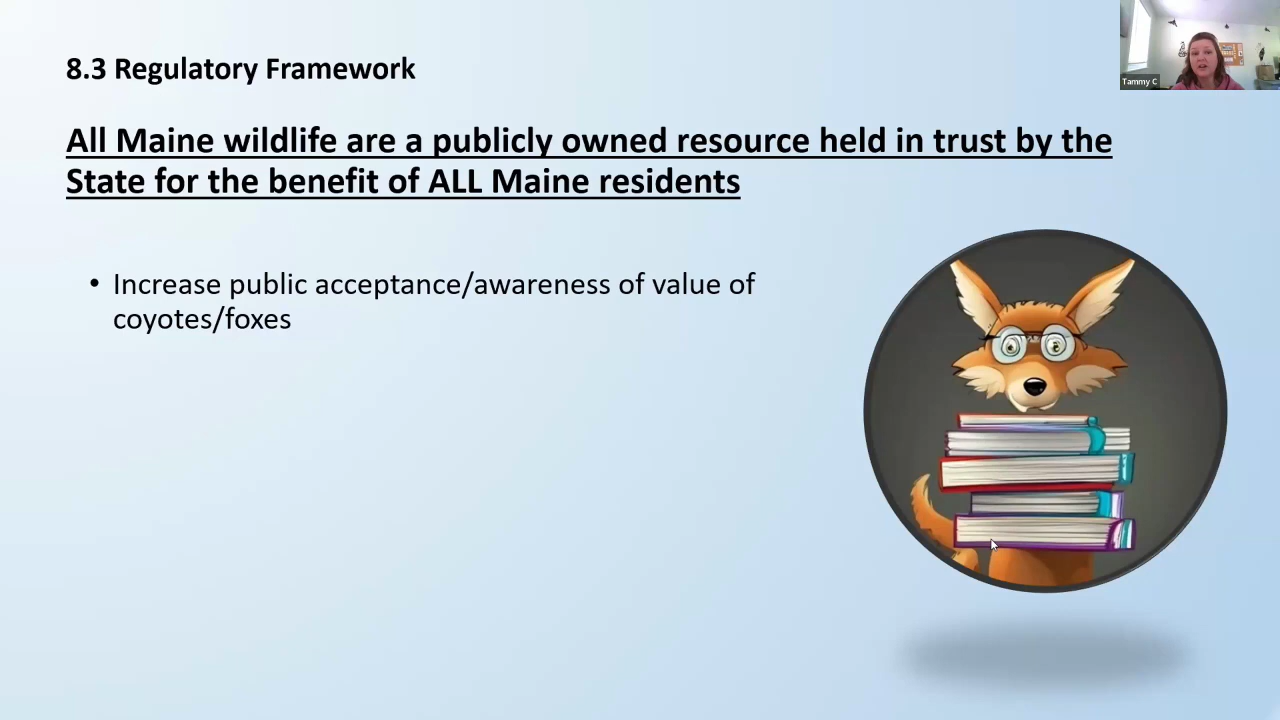 8.3 Regulatory Framework
Tammy C
All Maine wildlife are a publicly owned resource held in trust by the
State for the benefit of ALL Maine residents
• Increase public acceptance/awareness of value of
coyotes/foxes